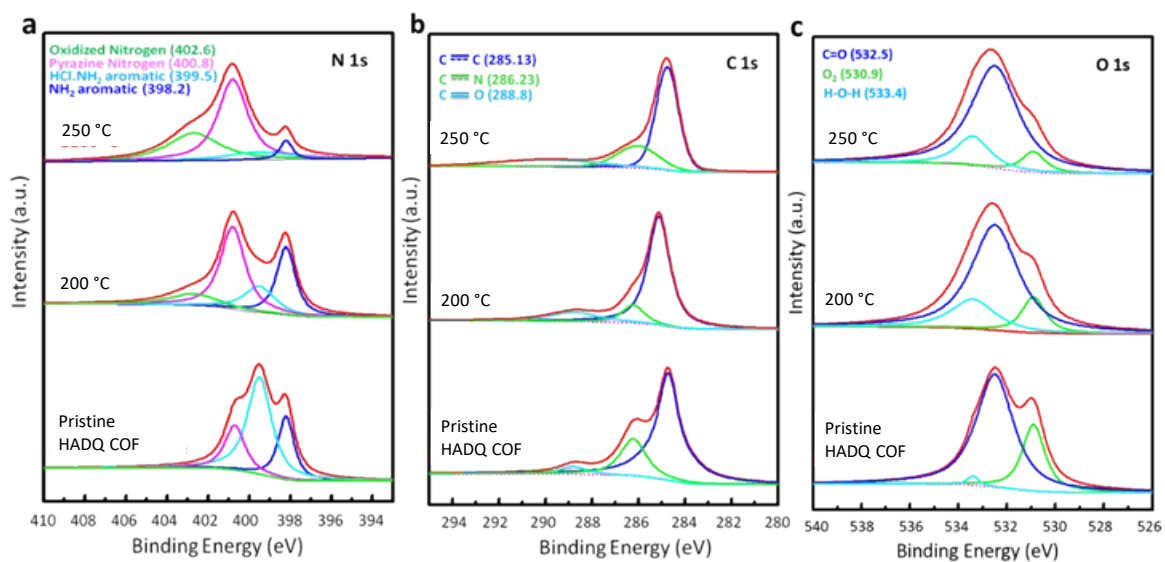 a
Oxidized Nitrogen (402.6)
Pyrazine Nitrogen (400.8)
HCl.NH₂ aromatic (399.5)
NH₂ aromatic (398.2)
N 1s
250 °C
200 °C
Pristine
HADQ COF
Intensity (a.u.)
410 408 406 404 402 400 398 396 394
Binding Energy (eV)
b
C C (285.13)
C N (286.23)
C O (288.8)
C 1s
250 °C
200 °C
Pristine
HADQ COF
Intensity (a.u.)
294 292 290 288 286 284 282 280
Binding Energy (eV)
c
C=O (532.5)
O₂ (530.9)
H-O-H (533.4)
O 1s
250 °C
200 °C
Pristine
HADQ COF
Intensity (a.u.)
540 536 534 532 530 528 526
Binding Energy (eV)